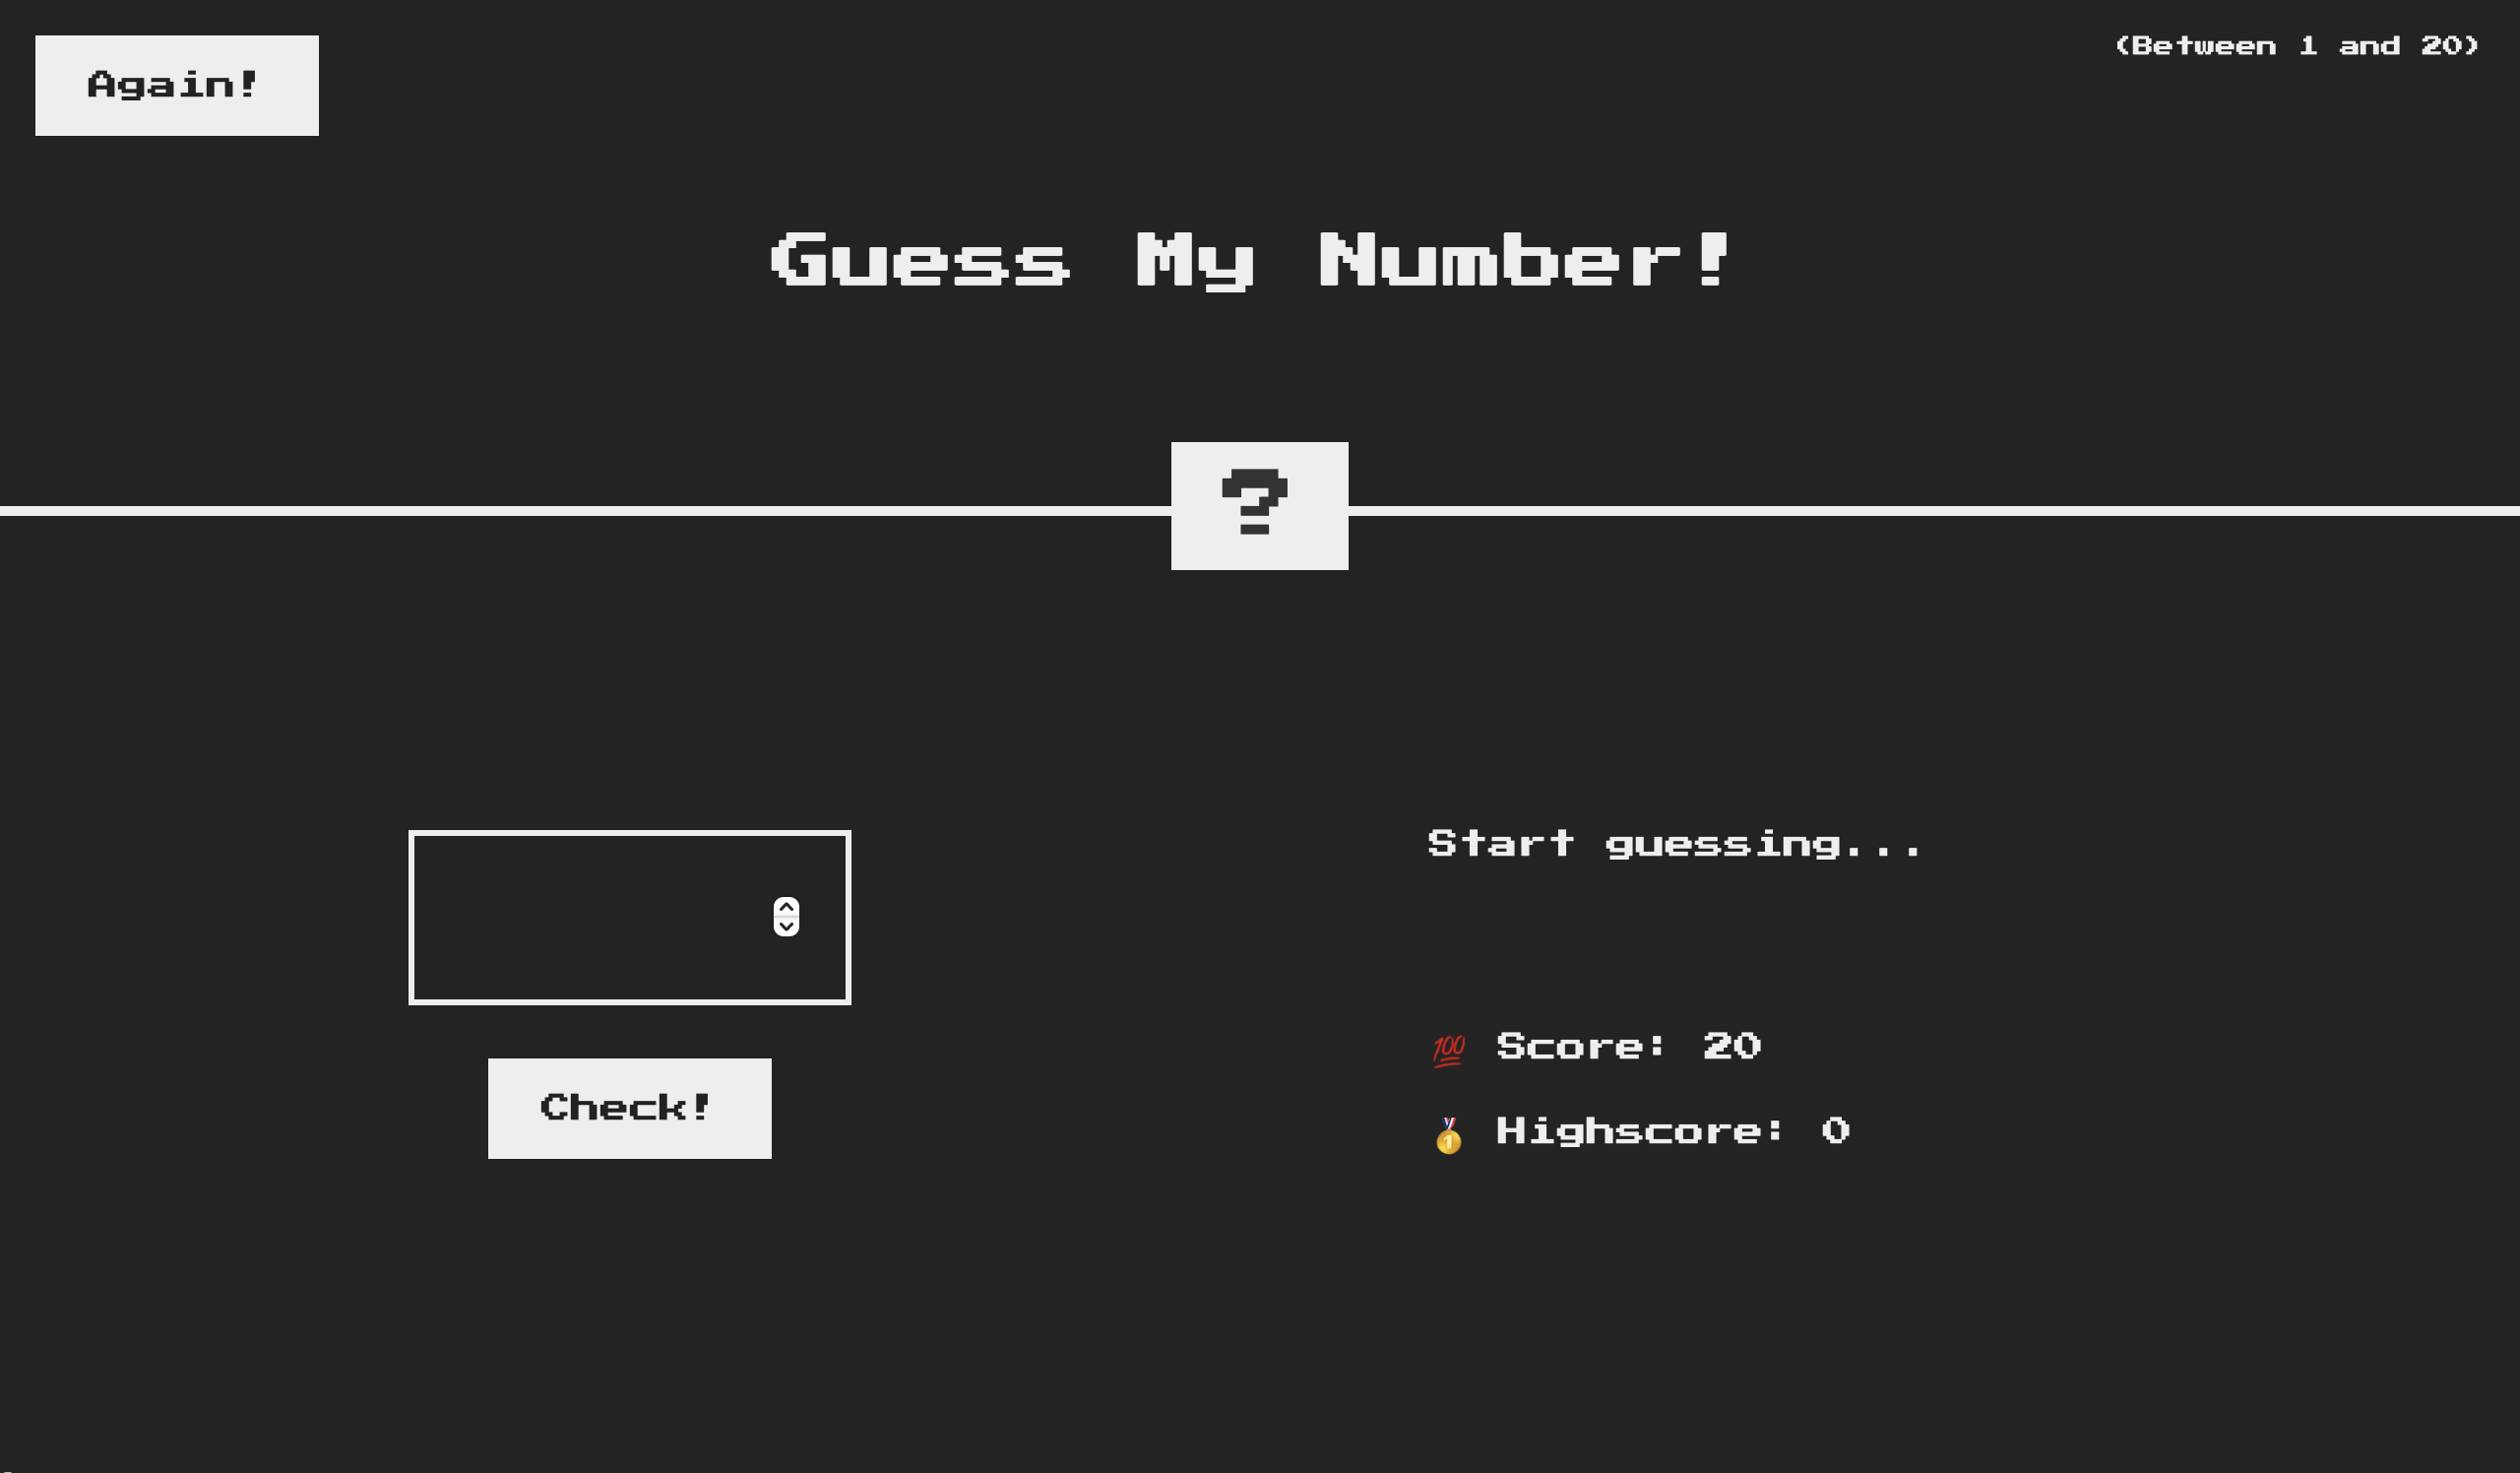 Again!
(Between 1 and 20)
Guess My Number!
?
Start guessing...
💯 Score: 20
Check!
🥇 Highscore: 0